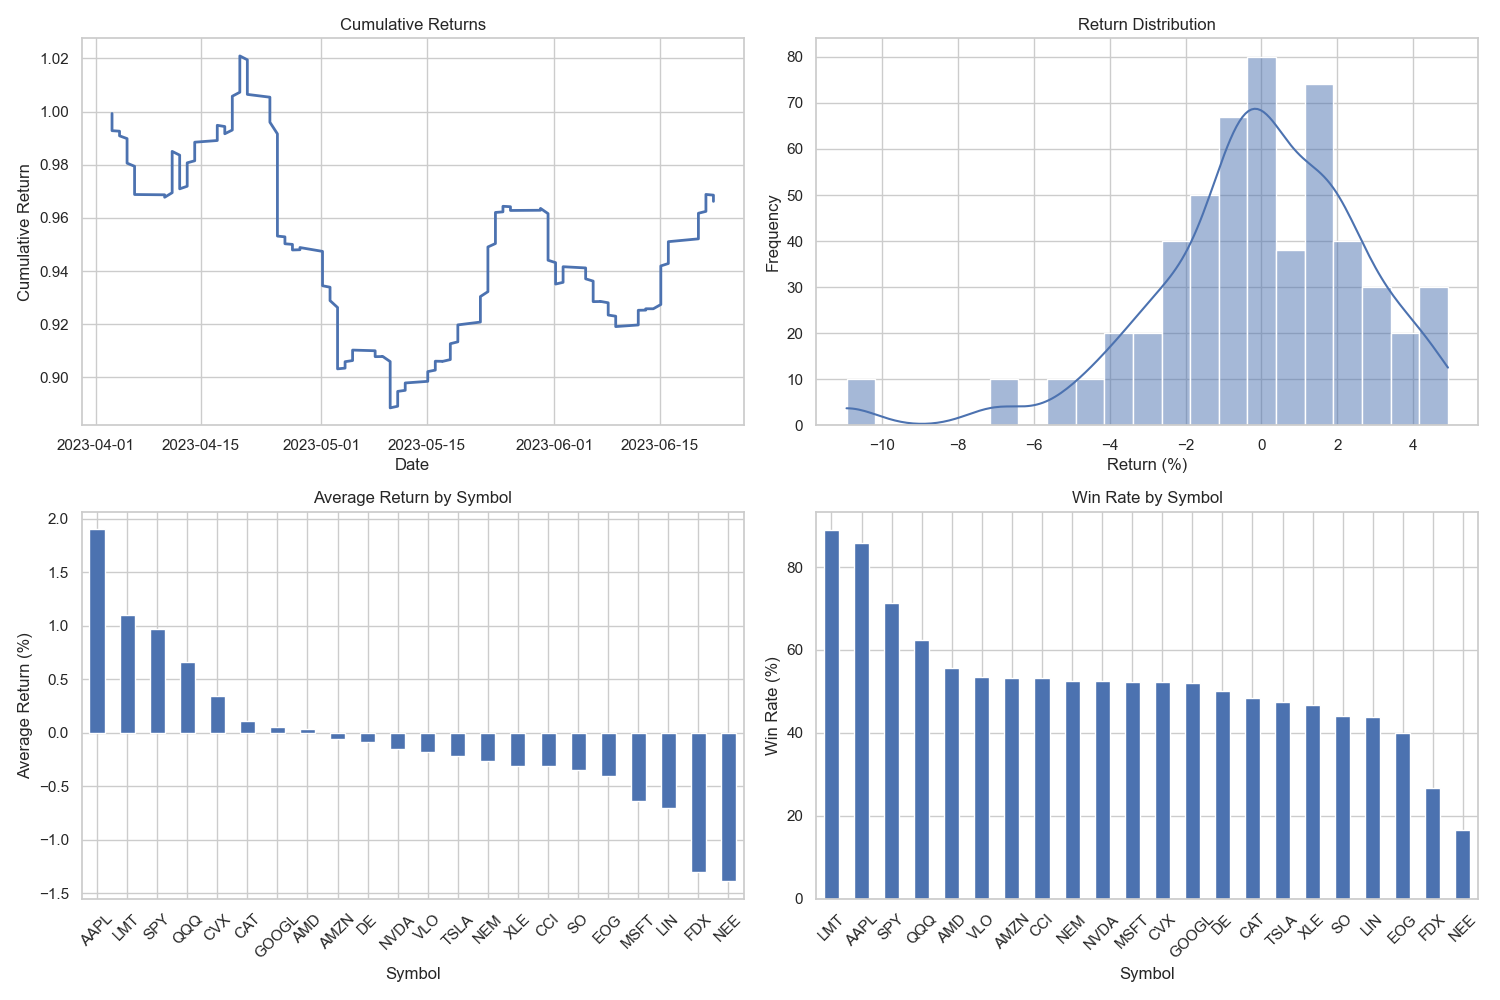 Cumulative Returns
Cumulative Return
1.02
1.00
0.98
0.96
0.94
0.92
0.90
2023-04-01 2023-04-15 2023-05-01 2023-05-15 2023-06-01 2023-06-15
Date
Return Distribution
Frequency
80
70
60
50
40
30
20
10
0
−10 −8 −6 −4 −2 0 2 4
Return (%)
Average Return by Symbol
Average Return (%)
2.0
1.5
1.0
0.5
0.0
−0.5
−1.0
−1.5
AAPL LMT SPY QQQ CVX CAT GOOGL AMD AMZN DE NVDA VLO TSLA NEM XLE CCI SO EOG MSFT LIN FDX NEE
Symbol
Win Rate by Symbol
Win Rate (%)
80
60
40
20
0
LMT AAPL SPY QQQ AMD VLO AMZN CCI NEM NVDA MSFT CVX GOOGL DE CAT TSLA XLE SO LIN EOG FDX NEE
Symbol